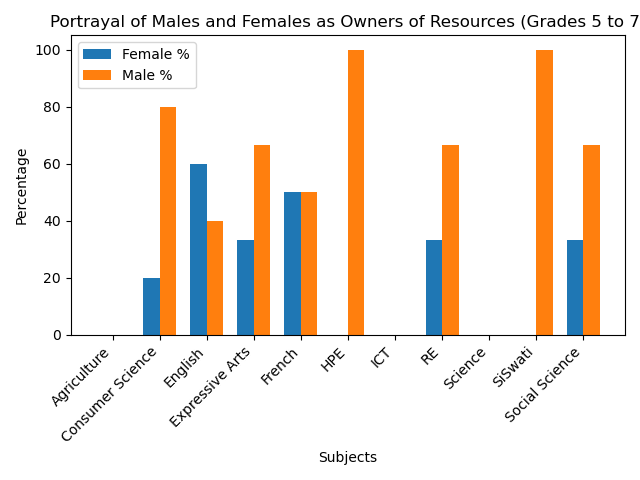 Portrayal of Males and Females as Owners of Resources (Grades 5 to 7
Female %
Male %
Percentage
100
80
60
40
20
0
Agriculture
Consumer Science
English
Expressive Arts
French
HPE
ICT
RE
Science
SiSwati
Social Science
Subjects